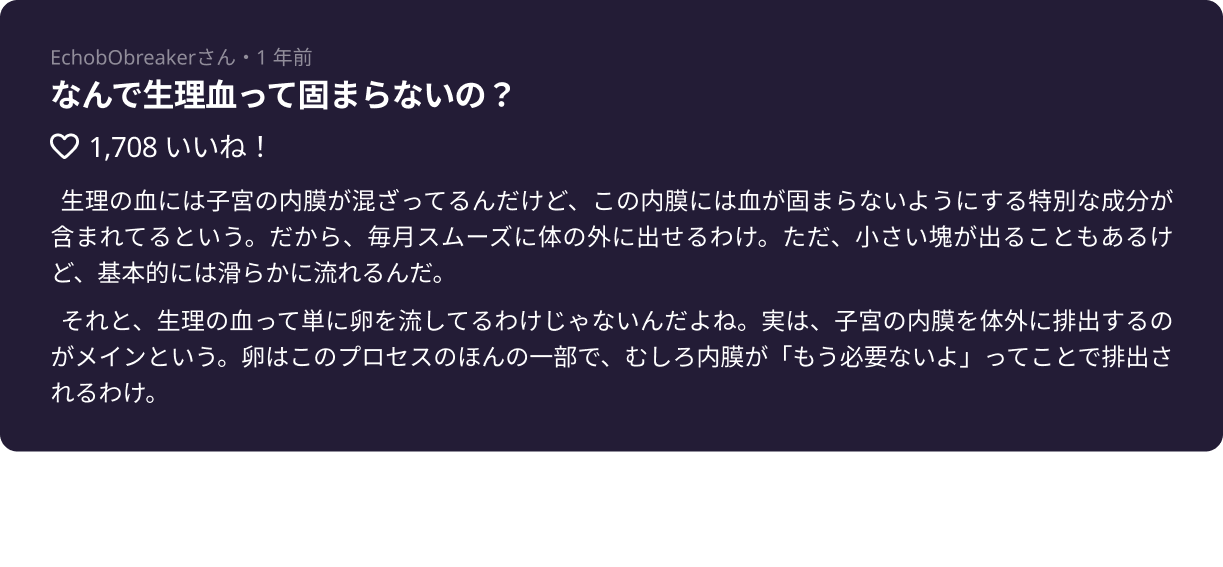 EchobObreakerさん・1 年前
なんで生理血って固まらないの？
1,708 いいね！
生理の血には子宮の内膜が混ざってるんだけど、この内膜には血が固まらないようにする特別な成分が
含まれてるという。だから、毎月スムーズに体の外に出せるわけ。ただ、小さい塊が出ることもあるけ
ど、基本的には滑らかに流れるんだ。
それと、生理の血って単に卵を流してるわけじゃないんだよね。実は、子宮の内膜を体外に排出するの
がメインという。卵はこのプロセスのほんの一部で、むしろ内膜が「もう必要ないよ」ってことで排出さ
れるわけ。